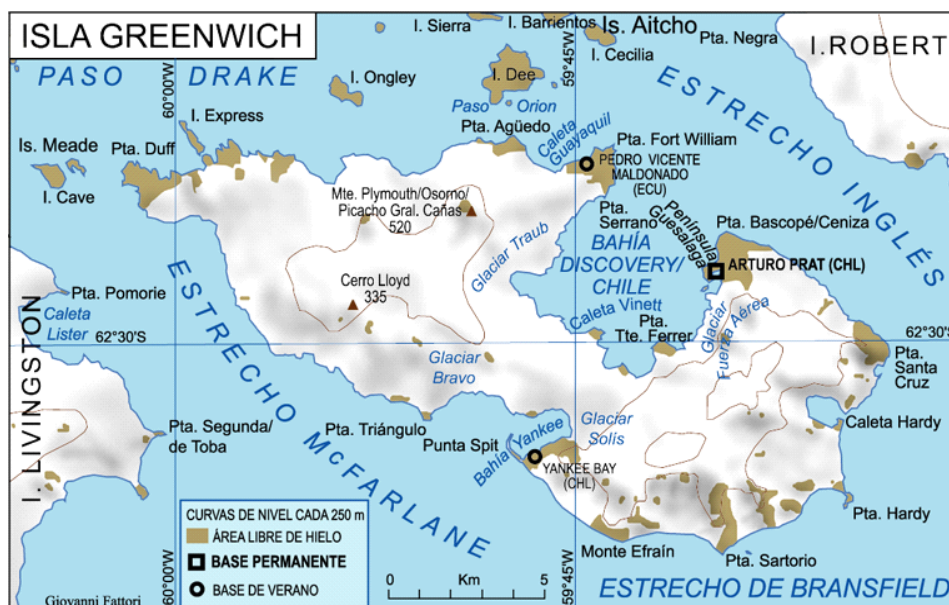 ISLA GREENWICH
I. Sierra
I. Barrientos
Is. Aitcho
I. Cecilia
Pta. Negra
I. ROBERT
PASO DRAKE
60°00'W
59°45'W
I. Ongley
I. Dee
Paso Orion
ESTRECHO INGLÉS
I. Express
Pta. Agüedo
Caleta
Guayaquil
Pta. Fort William
Is. Meade
Pta. Duff
I. Cave
PEDRO VICENTE
MALDONADO
(ECU)
Mte. Plymouth/Osorno/
Picacho Gral. Cañas
520
Glaciar Traub
Pta.
Serrano
Península
Guesalaga
Pta. Bascopé/Ceniza
BAHÍA
DISCOVERY/
CHILE
ARTURO PRAT (CHL)
Cerro Lloyd
335
Pta. Pomorie
Caleta
Lister
Caleta Vinett
Pta.
Tte. Ferrer
Glaciar
Fuerza Aérea
62°30'S
62°30'S
ESTRECHO McFARLANE
Glaciar
Bravo
Pta.
Santa
Cruz
I. LIVINGSTON
Pta. Segunda/
de Toba
Pta. Triángulo
Punta Spit
Bahía Yankee
Glaciar
Solís
Caleta Hardy
YANKEE BAY
(CHL)
Pta. Hardy
CURVAS DE NIVEL CADA 250 m
ÁREA LIBRE DE HIELO
BASE PERMANENTE
BASE DE VERANO
Monte Efraín
Pta. Sartorio
0 Km 5
60°00'W
59°45'W
ESTRECHO DE BRANSFIELD
Giovanni Fattori